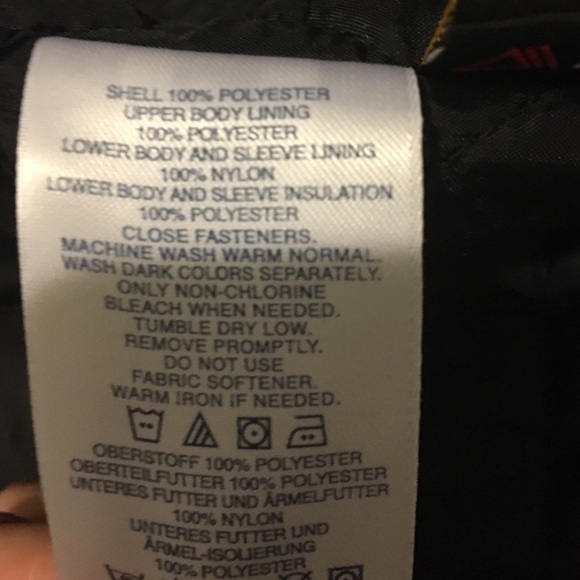 SHELL 100% POLYESTER
UPPER BODY LINING
100% POLYESTER
LOWER BODY AND SLEEVE LINING
100% NYLON
LOWER BODY AND SLEEVE INSULATION
100% POLYESTER
CLOSE FASTENERS.
MACHINE WASH WARM NORMAL.
WASH DARK COLORS SEPARATELY.
ONLY NON-CHLORINE
BLEACH WHEN NEEDED.
TUMBLE DRY LOW.
REMOVE PROMPTLY.
DO NOT USE
FABRIC SOFTENER.
WARM IRON IF NEEDED.
OBERSTOFF 100% POLYESTER
OBERTEILFUTTER 100% POLYESTER
UNTERES FUTTER UND ÄRMELFUTTER
100% NYLON
UNTERES FUTTER UND
ÄRMEL-ISOLIERUNG
100% POLYESTER